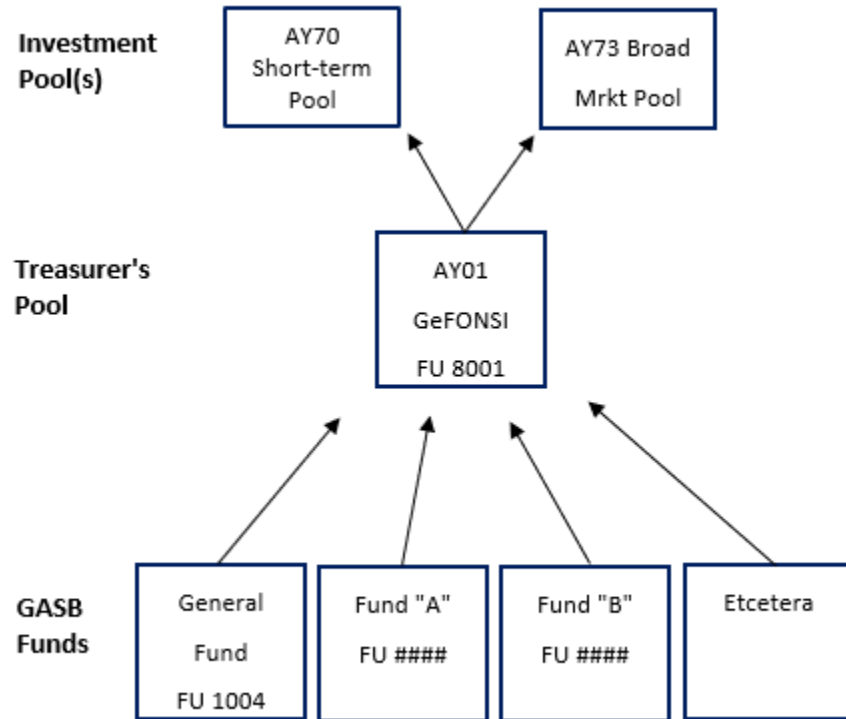 Investment
Pool(s)
AY70
Short-term
Pool
AY73 Broad
Mrkt Pool
Treasurer's
Pool
AY01
GeFONSI
FU 8001
GASB
Funds
General
Fund
FU 1004
Fund "A"
FU ####
Fund "B"
FU ####
Etcetera